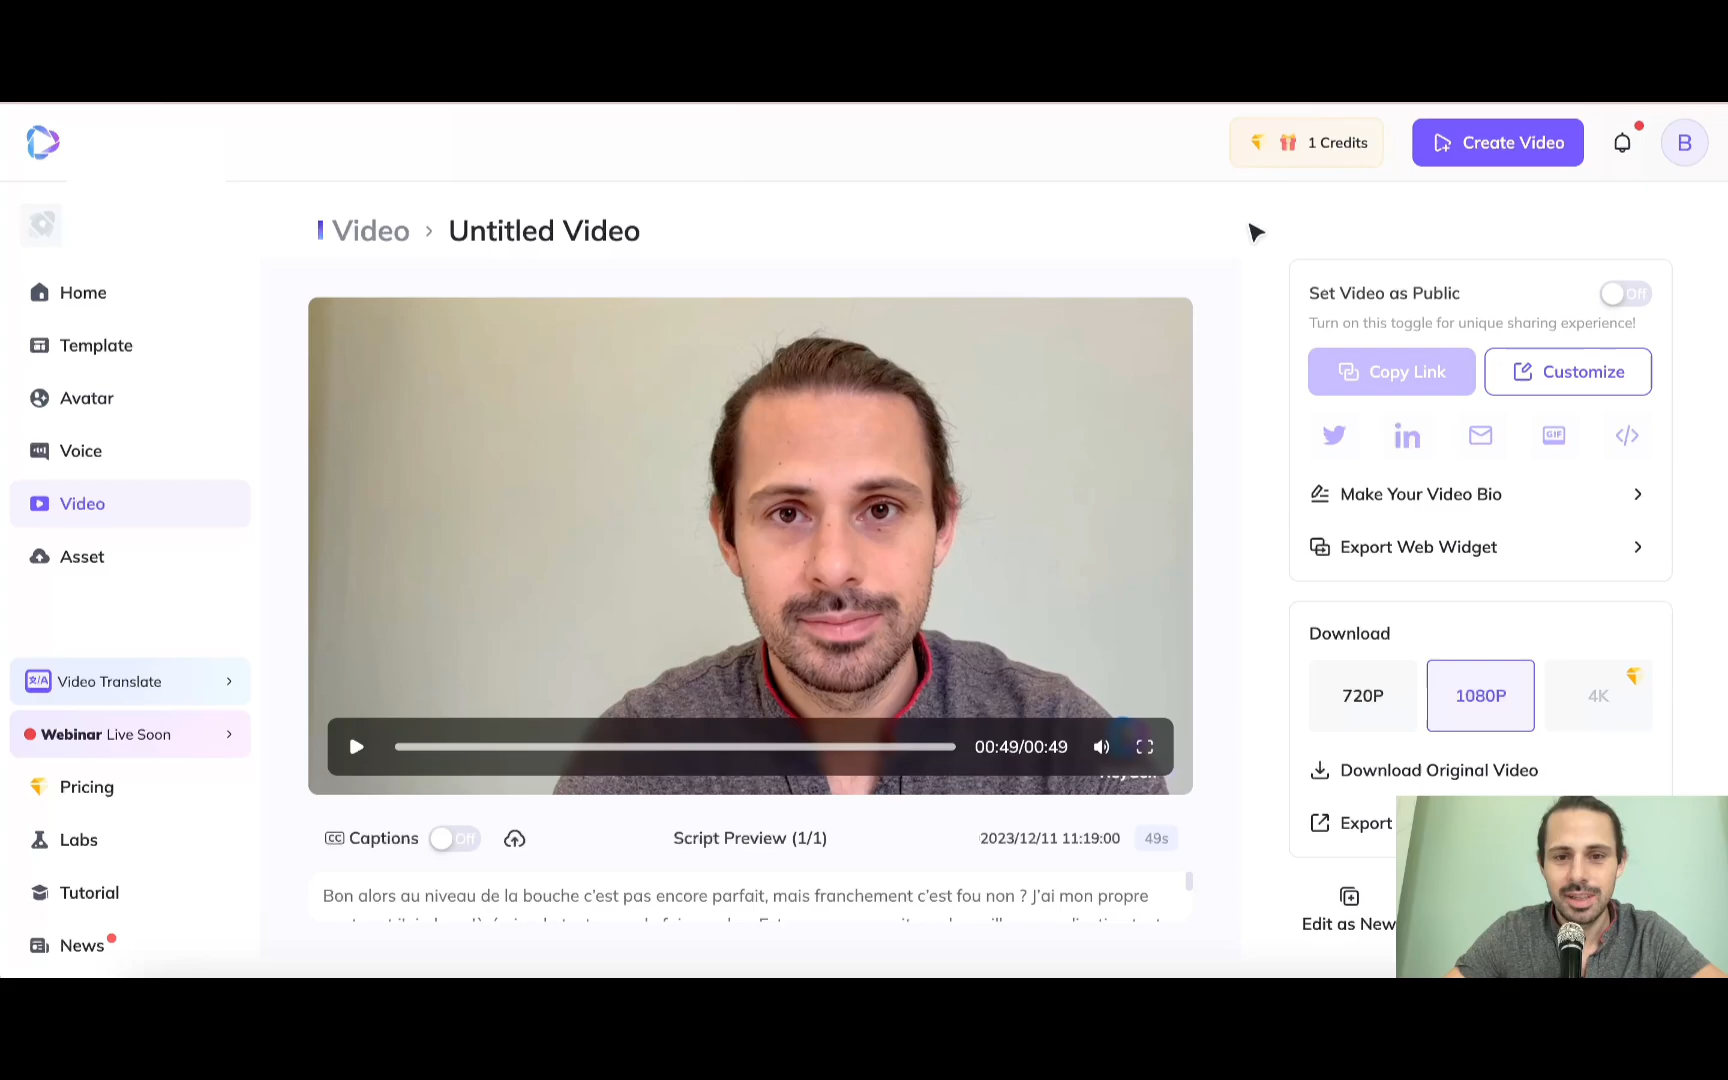 1 Credits
Create Video
B
Video › Untitled Video
Home
Template
Avatar
Voice
Video
Asset
Video Translate
Webinar Live Soon
Pricing
Labs
Tutorial
News
00:49/00:49
CC Captions Off
Script Preview (1/1)
2023/12/11 11:19:00 49s
Bon alors au niveau de la bouche c'est pas encore parfait, mais franchement c'est fou non ? J'ai mon propre
Set Video as Public Off
Turn on this toggle for unique sharing experience!
Copy Link
Customize
in
GIF
</>
Make Your Video Bio
Export Web Widget
Download
720P
1080P
4K
Download Original Video
Export
Edit as New